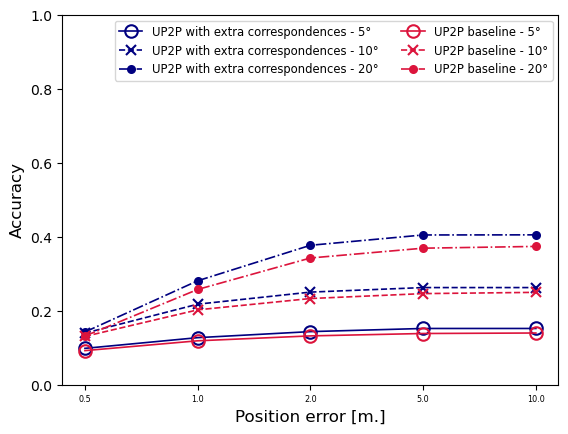 UP2P with extra correspondences - 5°
UP2P with extra correspondences - 10°
UP2P with extra correspondences - 20°
UP2P baseline - 5°
UP2P baseline - 10°
UP2P baseline - 20°
1.0
0.8
0.6
0.4
0.2
0.0
Accuracy
0.5 1.0 2.0 5.0 10.0
Position error [m.]